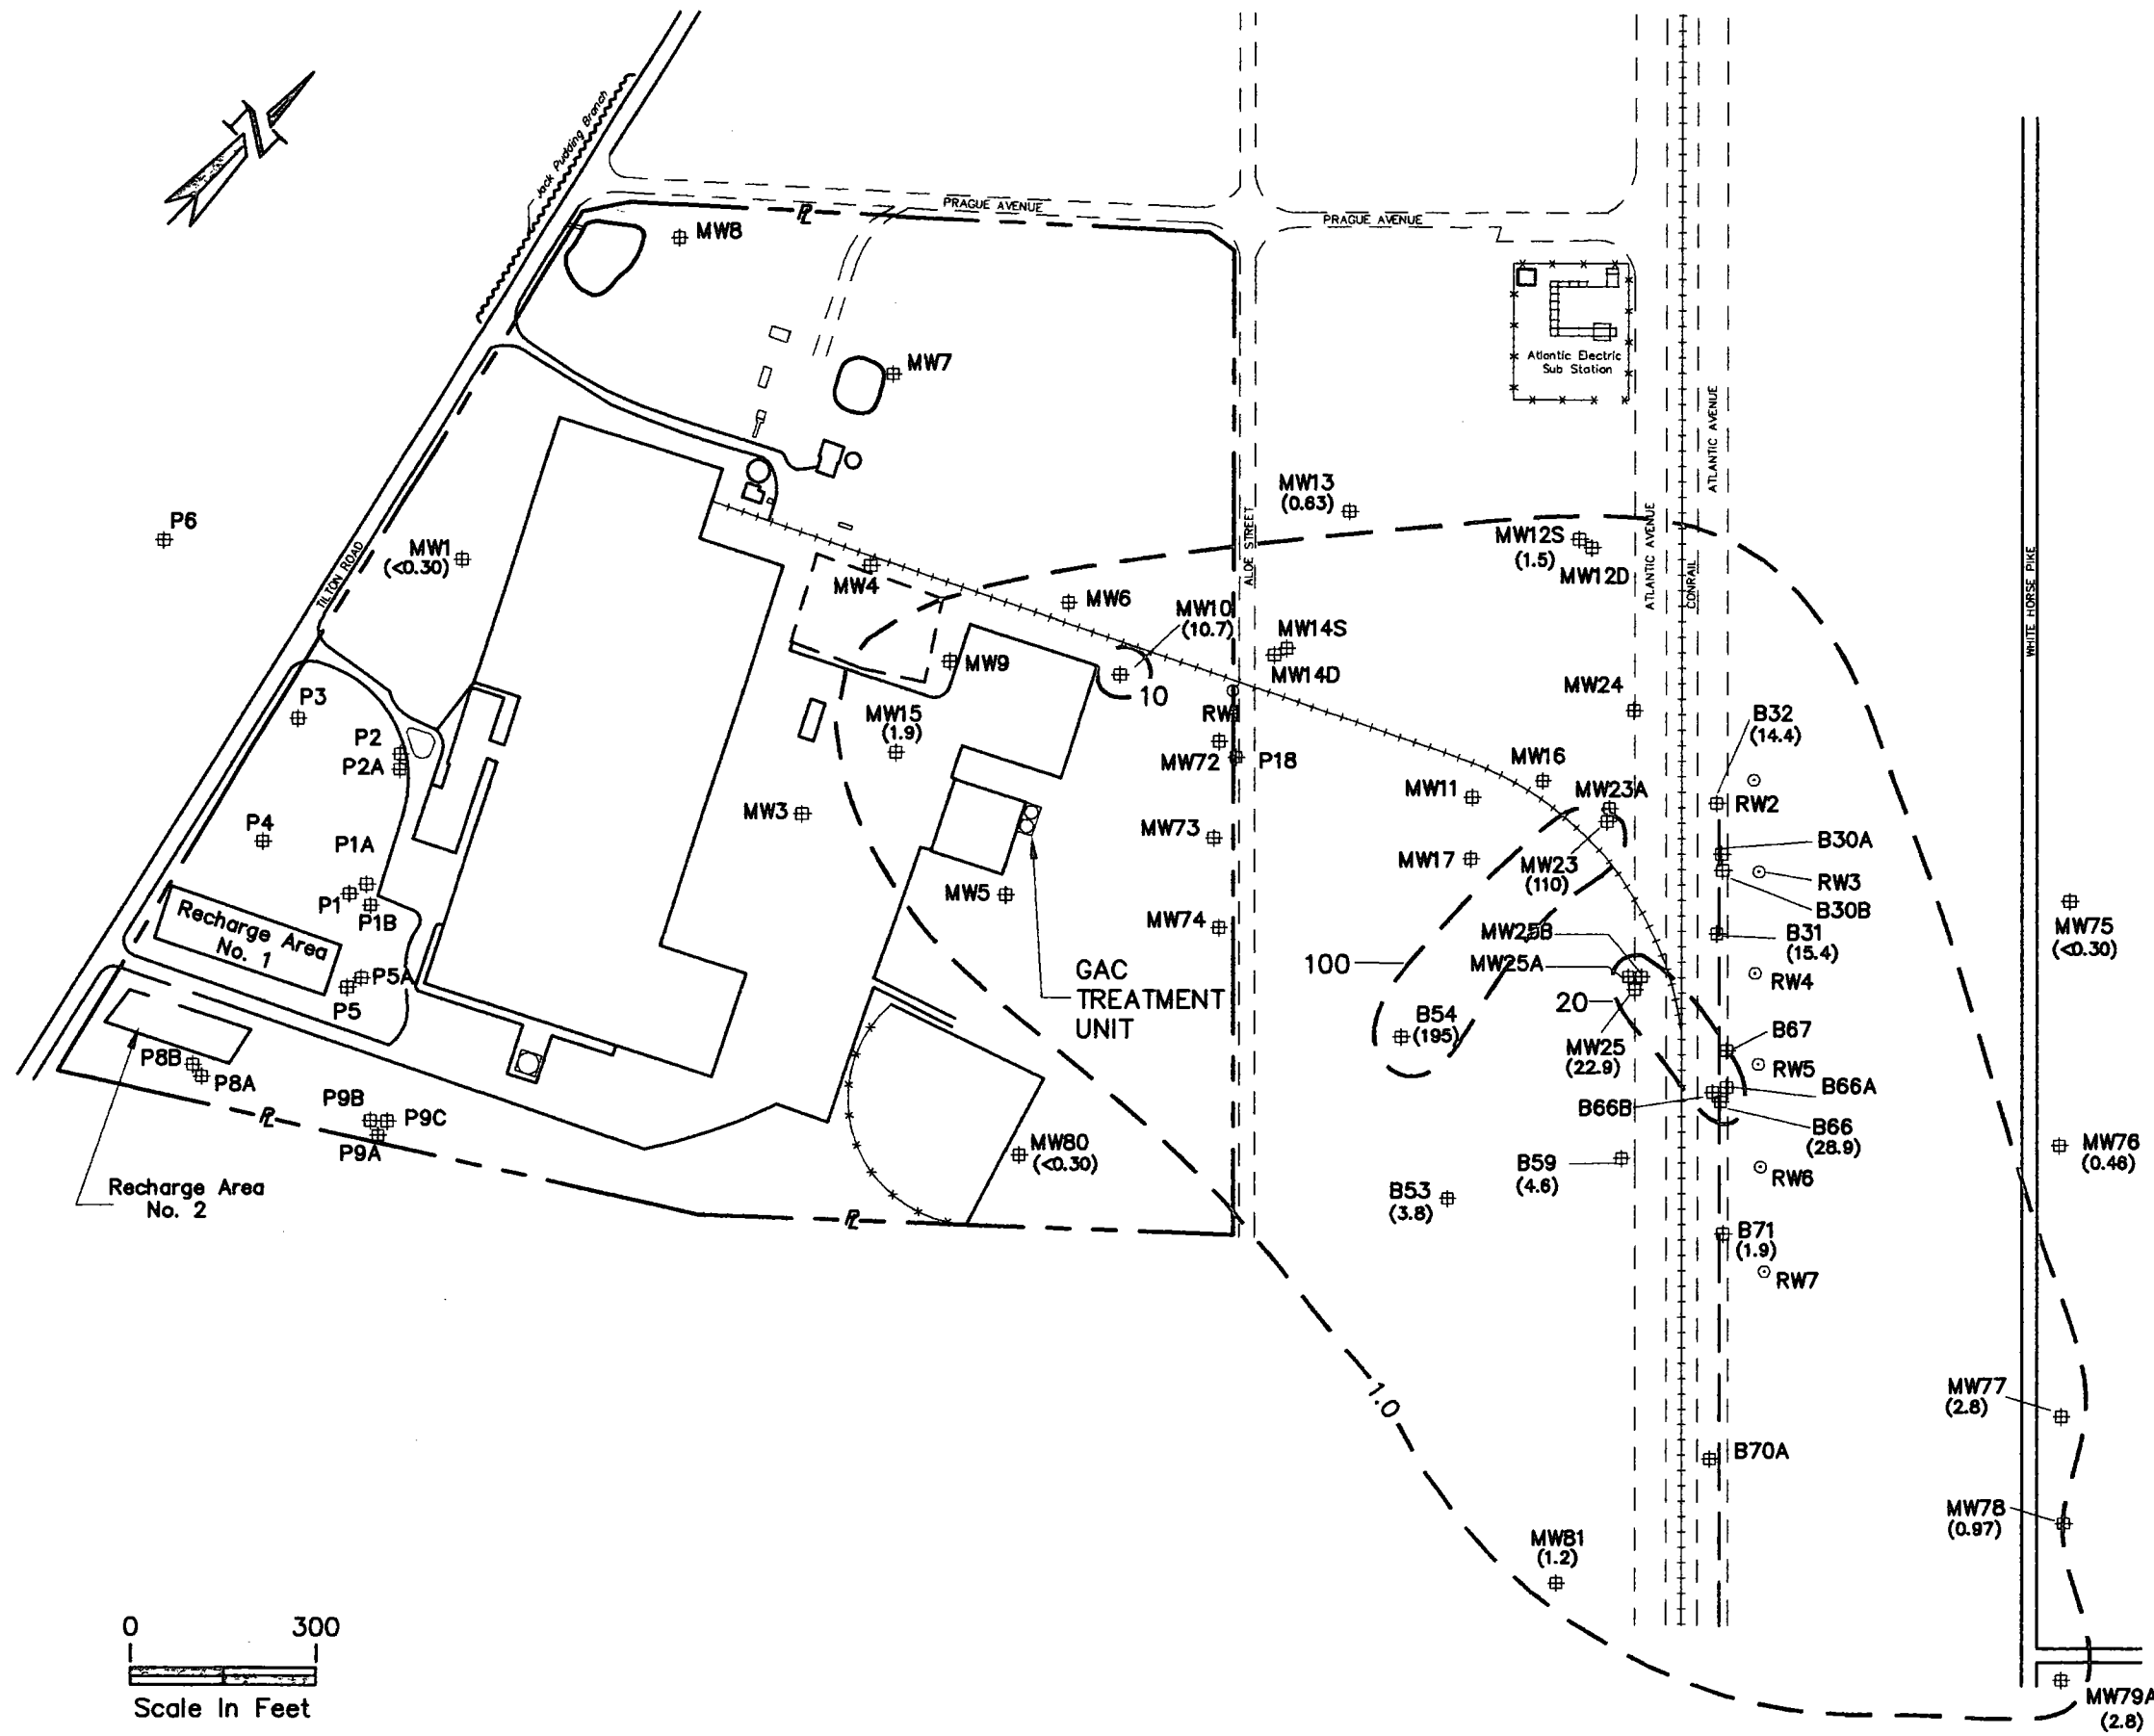 Jack Pudding Branch
PRAGUE AVENUE
PRAGUE AVENUE
MW8
MW7
Atlantic Electric
Sub Station
ATLANTIC AVENUE
P6
MW1
(<0.30)
TILTON ROAD
MW13
(0.63)
ALOE STREET
MW12S
(1.5)
MW12D
ATLANTIC AVENUE
CONRAIL
WHITE HORSE PIKE
MW4
MW6
MW10
(10.7)
10
MW9
MW14S
MW14D
MW24
P3
P2
P2A
MW15
(1.9)
RW1
MW72
P18
MW16
MW11
MW23A
B32
(14.4)
RW2
P4
P1A
MW3
MW73
MW17
MW23
(110)
B30A
RW3
B30B
P1
P1B
MW5
MW74
MW25B
MW25A
B31
(15.4)
RW4
MW75
(<0.30)
Recharge Area
No. 1
P5A
P5
GAC
TREATMENT
UNIT
100
B54
(195)
20
MW25
(22.9)
B67
RW5
B66A
P8B
P8A
P9B
P9C
P9A
B66B
B66
(28.9)
MW76
(0.46)
PL
PL
PL
Recharge Area
No. 2
MW80
(<0.30)
B53
(3.8)
B59
(4.6)
RW6
B71
(1.9)
RW7
1.0
MW77
(2.8)
B70A
MW78
(0.97)
MW81
(1.2)
0 300
Scale In Feet
MW79A
(2.8)
N